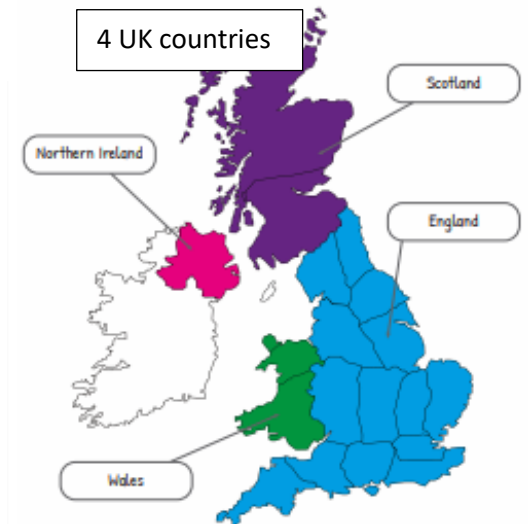 4 UK countries
Scotland
Northern Ireland
England
Wales